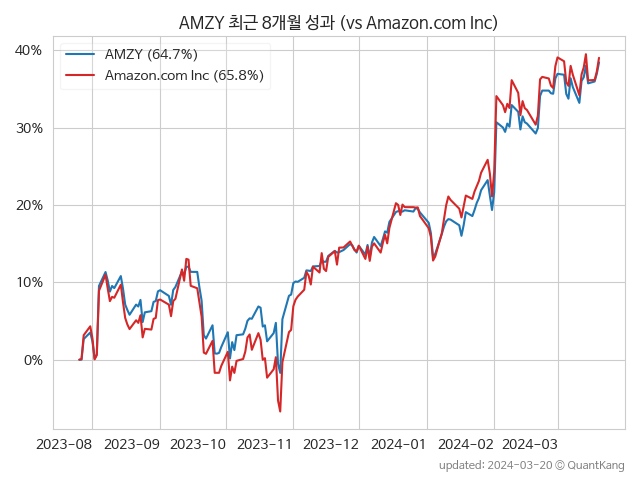 AMZY 최근 8개월 성과 (vs Amazon.com Inc)
AMZY (64.7%)
Amazon.com Inc (65.8%)
40%
30%
20%
10%
0%
2023-08 2023-09 2023-10 2023-11 2023-12 2024-01 2024-02 2024-03
updated: 2024-03-20 © QuantKang